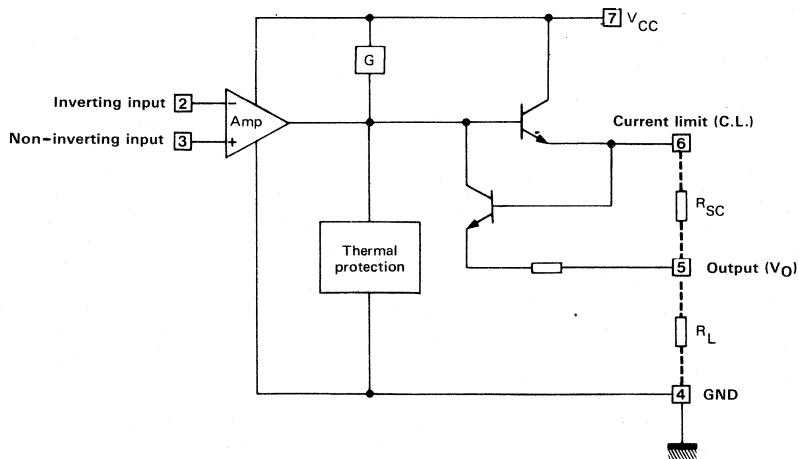 7 VCC
G
Inverting input 2 −
Amp
Non-inverting input 3 +
Current limit (C.L.)
6
RSC
Thermal
protection
5 Output (VO)
RL
4 GND